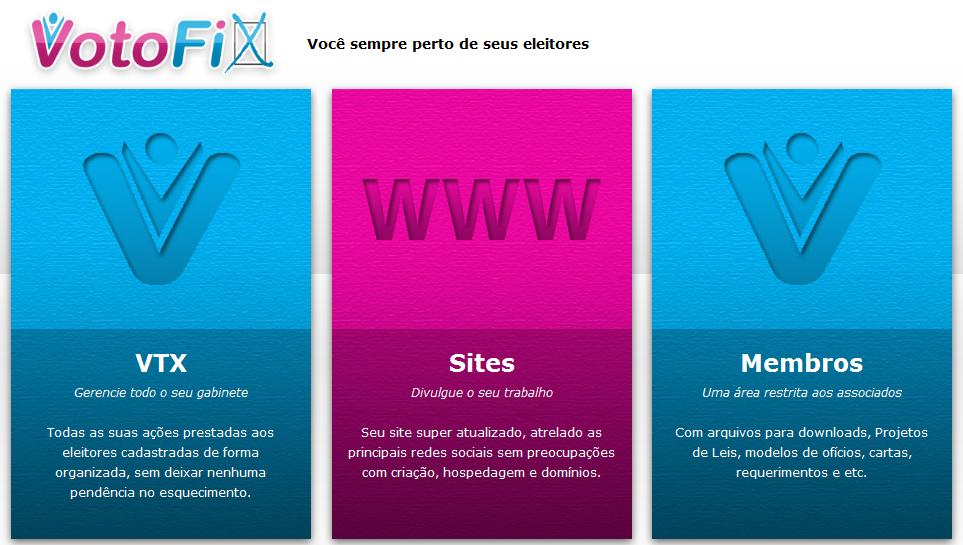 VotoFiX
Você sempre perto de seus eleitores
www
VTX
Gerencie todo o seu gabinete
Todas as suas ações prestadas aos
eleitores cadastradas de forma
organizada, sem deixar nenhuma
pendência no esquecimento.
Sites
Divulgue o seu trabalho
Seu site super atualizado, atrelado as
principais redes sociais sem preocupações
com criação, hospedagem e domínios.
Membros
Uma área restrita aos associados
Com arquivos para downloads, Projetos
de Leis, modelos de ofícios, cartas,
requerimentos e etc.